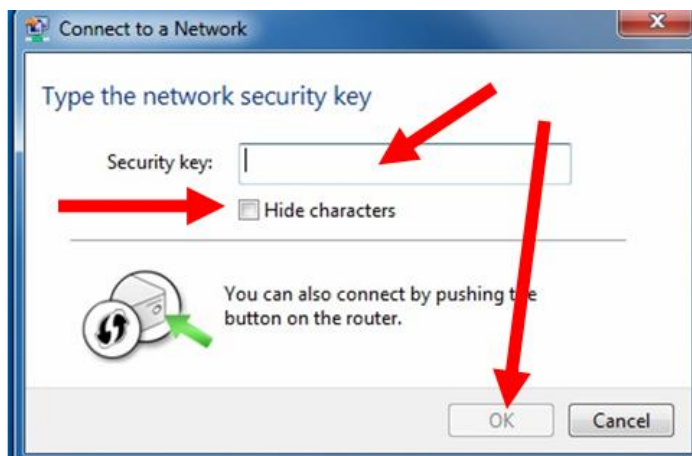 Connect to a Network
Type the network security key
Security key:
Hide characters
You can also connect by pushing the
button on the router.
OK
Cancel